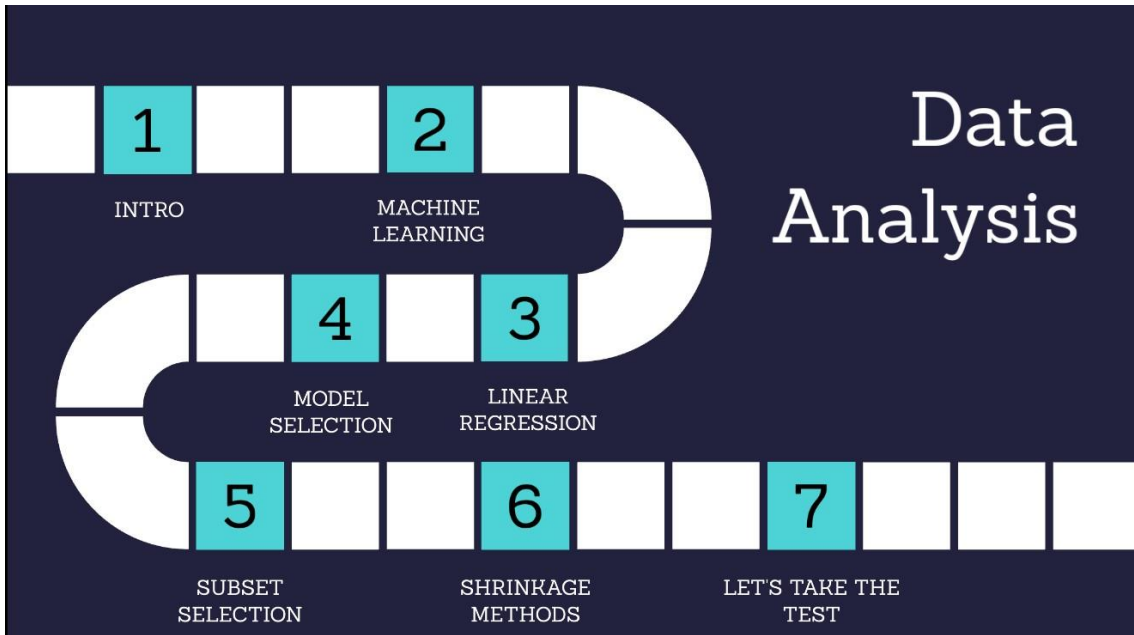 Data
Analysis
1
INTRO
2
MACHINE
LEARNING
3
LINEAR
REGRESSION
4
MODEL
SELECTION
5
SUBSET
SELECTION
6
SHRINKAGE
METHODS
7
LET'S TAKE THE
TEST